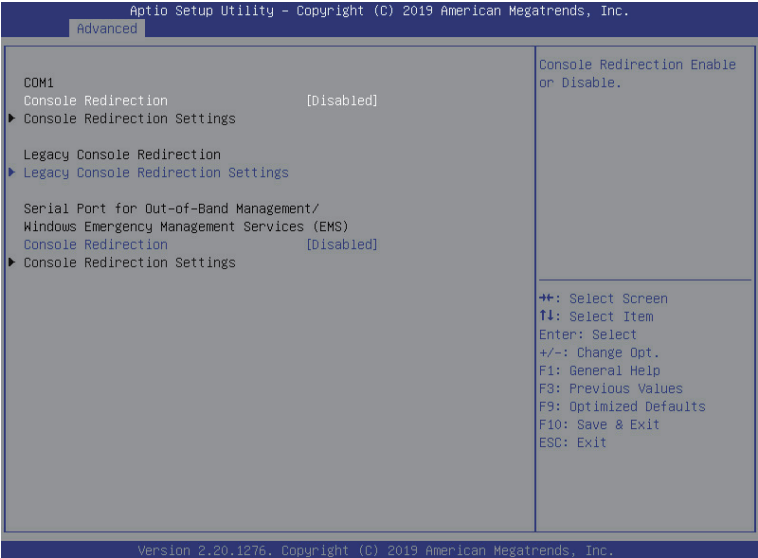 Aptio Setup Utility – Copyright (C) 2019 American Megatrends, Inc.
Advanced
COM1
Console Redirection [Disabled]
Console Redirection Settings
Legacy Console Redirection
Legacy Console Redirection Settings
Serial Port for Out-of-Band Management/
Windows Emergency Management Services (EMS)
Console Redirection [Disabled]
Console Redirection Settings
Console Redirection Enable
or Disable.
→←: Select Screen
↑↓: Select Item
Enter: Select
+/-: Change Opt.
F1: General Help
F3: Previous Values
F9: Optimized Defaults
F10: Save & Exit
ESC: Exit
Version 2.20.1276. Copyright (C) 2019 American Megatrends, Inc.